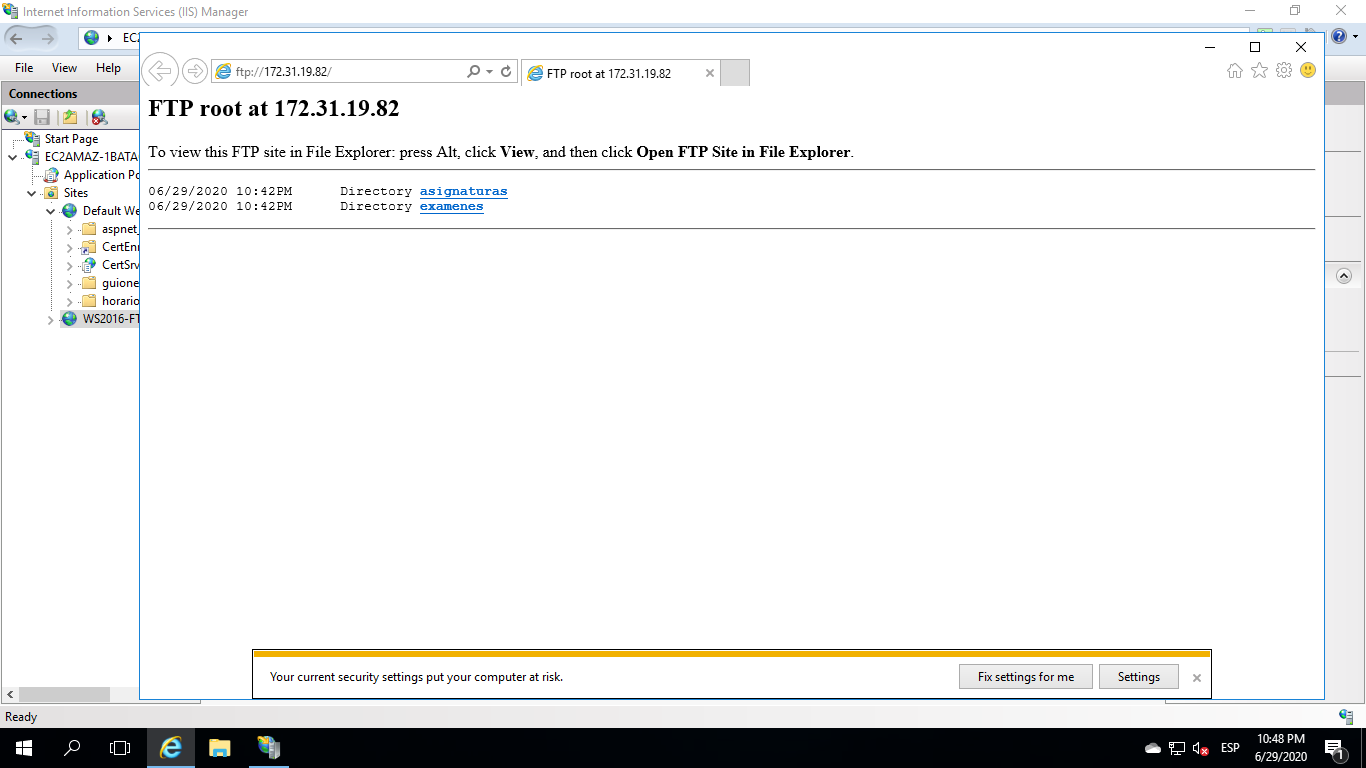 Internet Information Services (IIS) Manager
EC2
File View Help
Connections
Start Page
EC2AMAZ-1BATA
Application Po
Sites
Default We
aspnet_
CertEnr
CertSrv
guione
horario
WS2016-FT
Ready
ftp://172.31.19.82/
FTP root at 172.31.19.82
FTP root at 172.31.19.82
To view this FTP site in File Explorer: press Alt, click View, and then click Open FTP Site in File Explorer.
06/29/2020 10:42PM Directory asignaturas
06/29/2020 10:42PM Directory examenes
Your current security settings put your computer at risk.
Fix settings for me
Settings
ESP
10:48 PM
6/29/2020
1